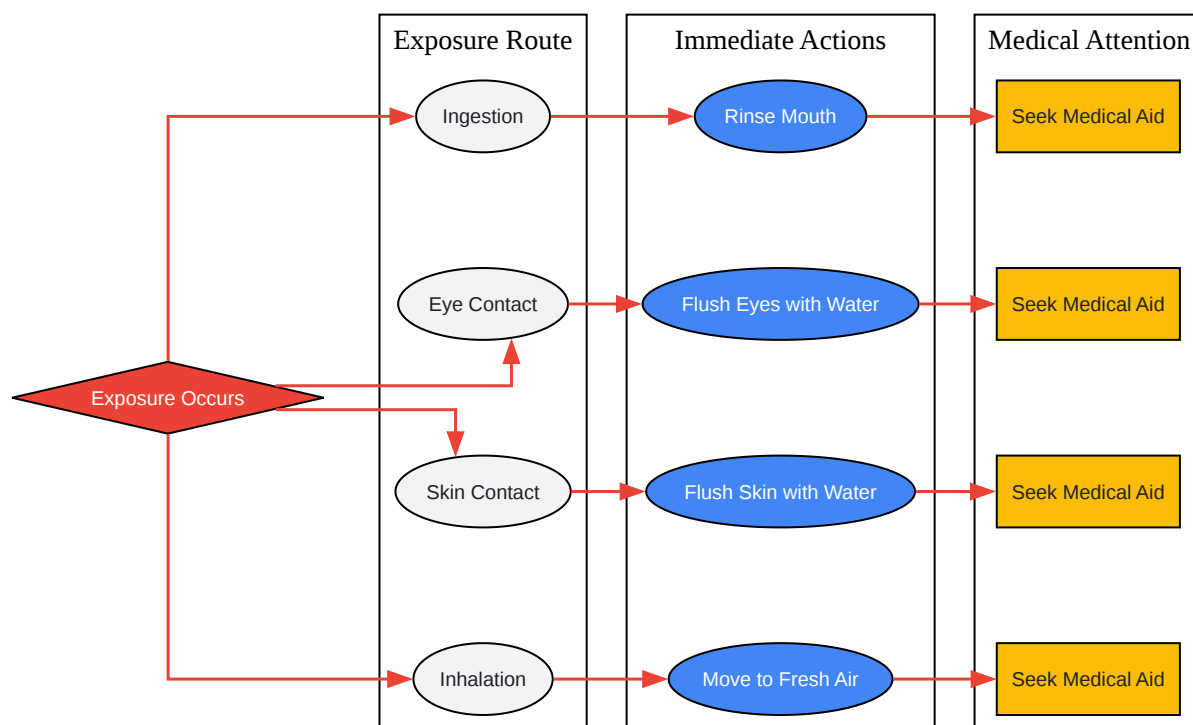 Exposure Route
Immediate Actions
Medical Attention
Ingestion
Rinse Mouth
Seek Medical Aid
Eye Contact
Flush Eyes with Water
Seek Medical Aid
Exposure Occurs
Skin Contact
Flush Skin with Water
Seek Medical Aid
Inhalation
Move to Fresh Air
Seek Medical Aid